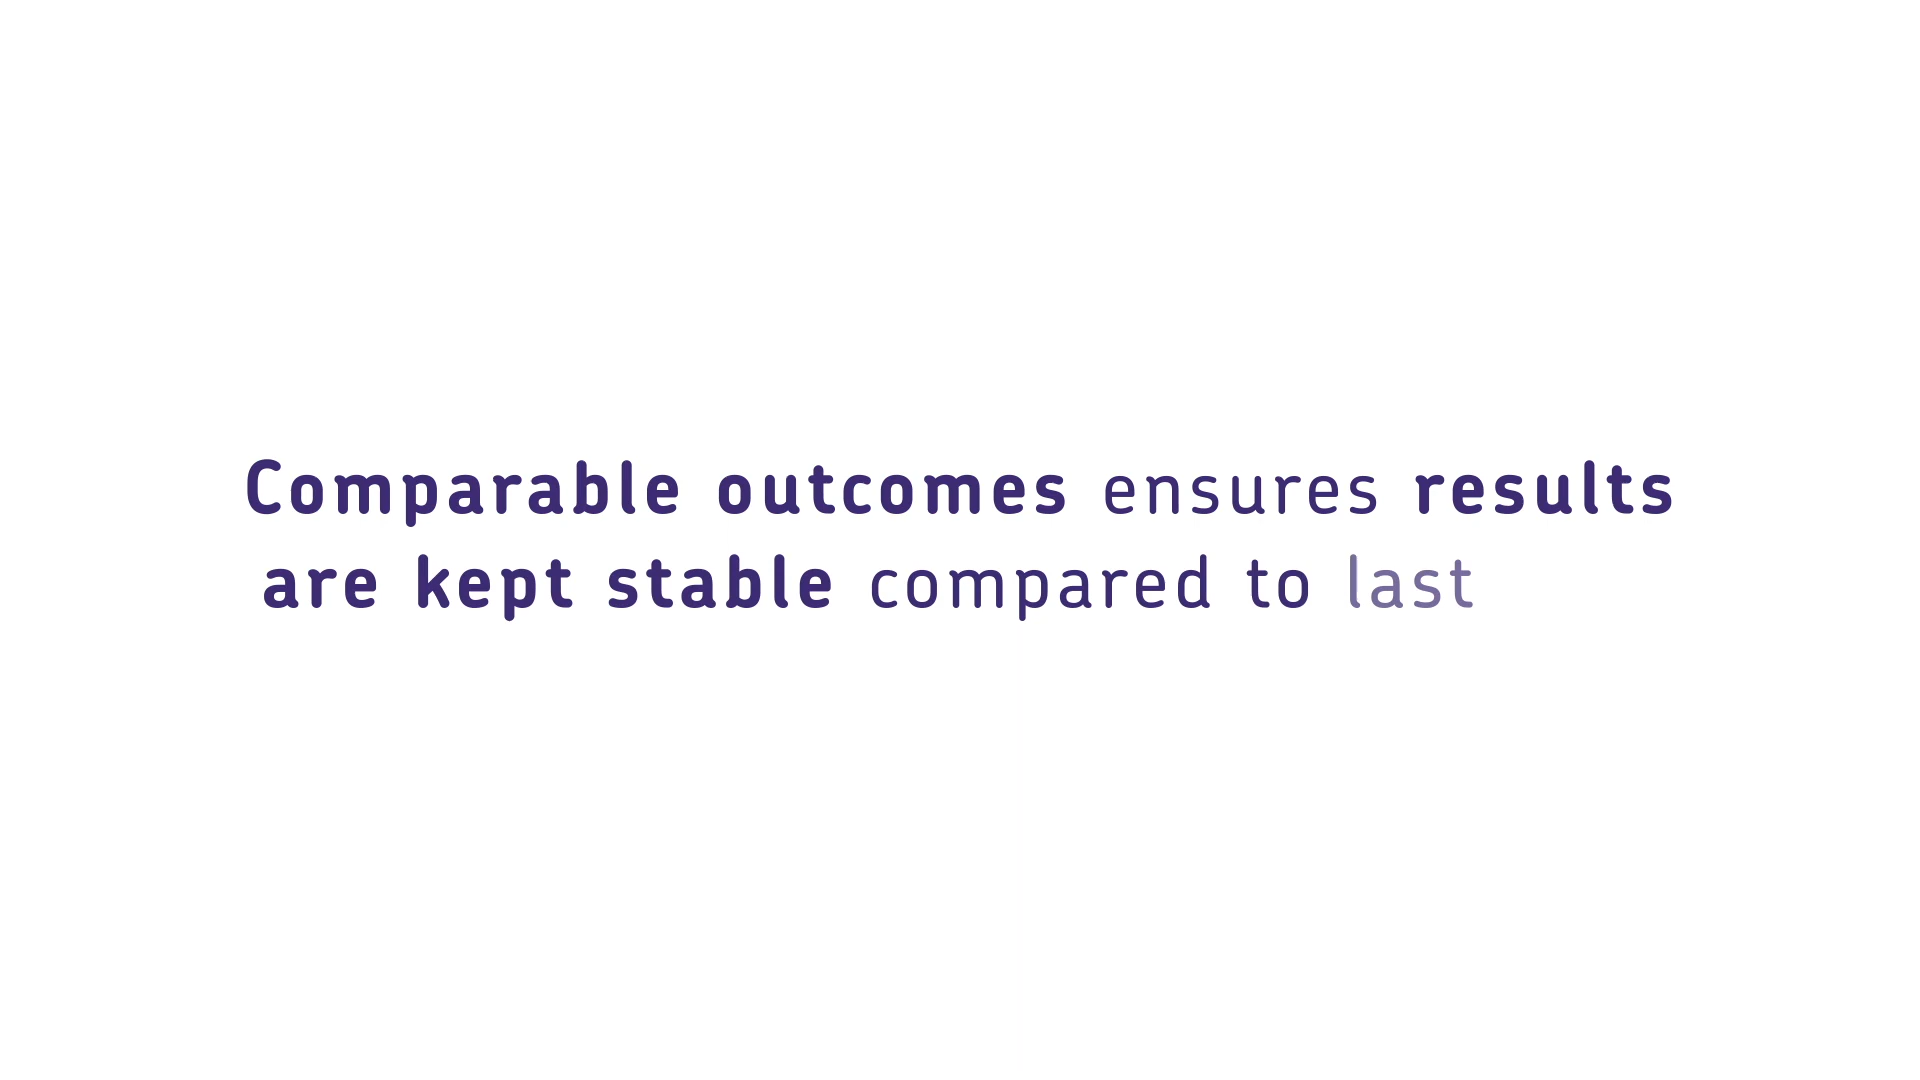 Comparable outcomes ensures results
are kept stable compared to last